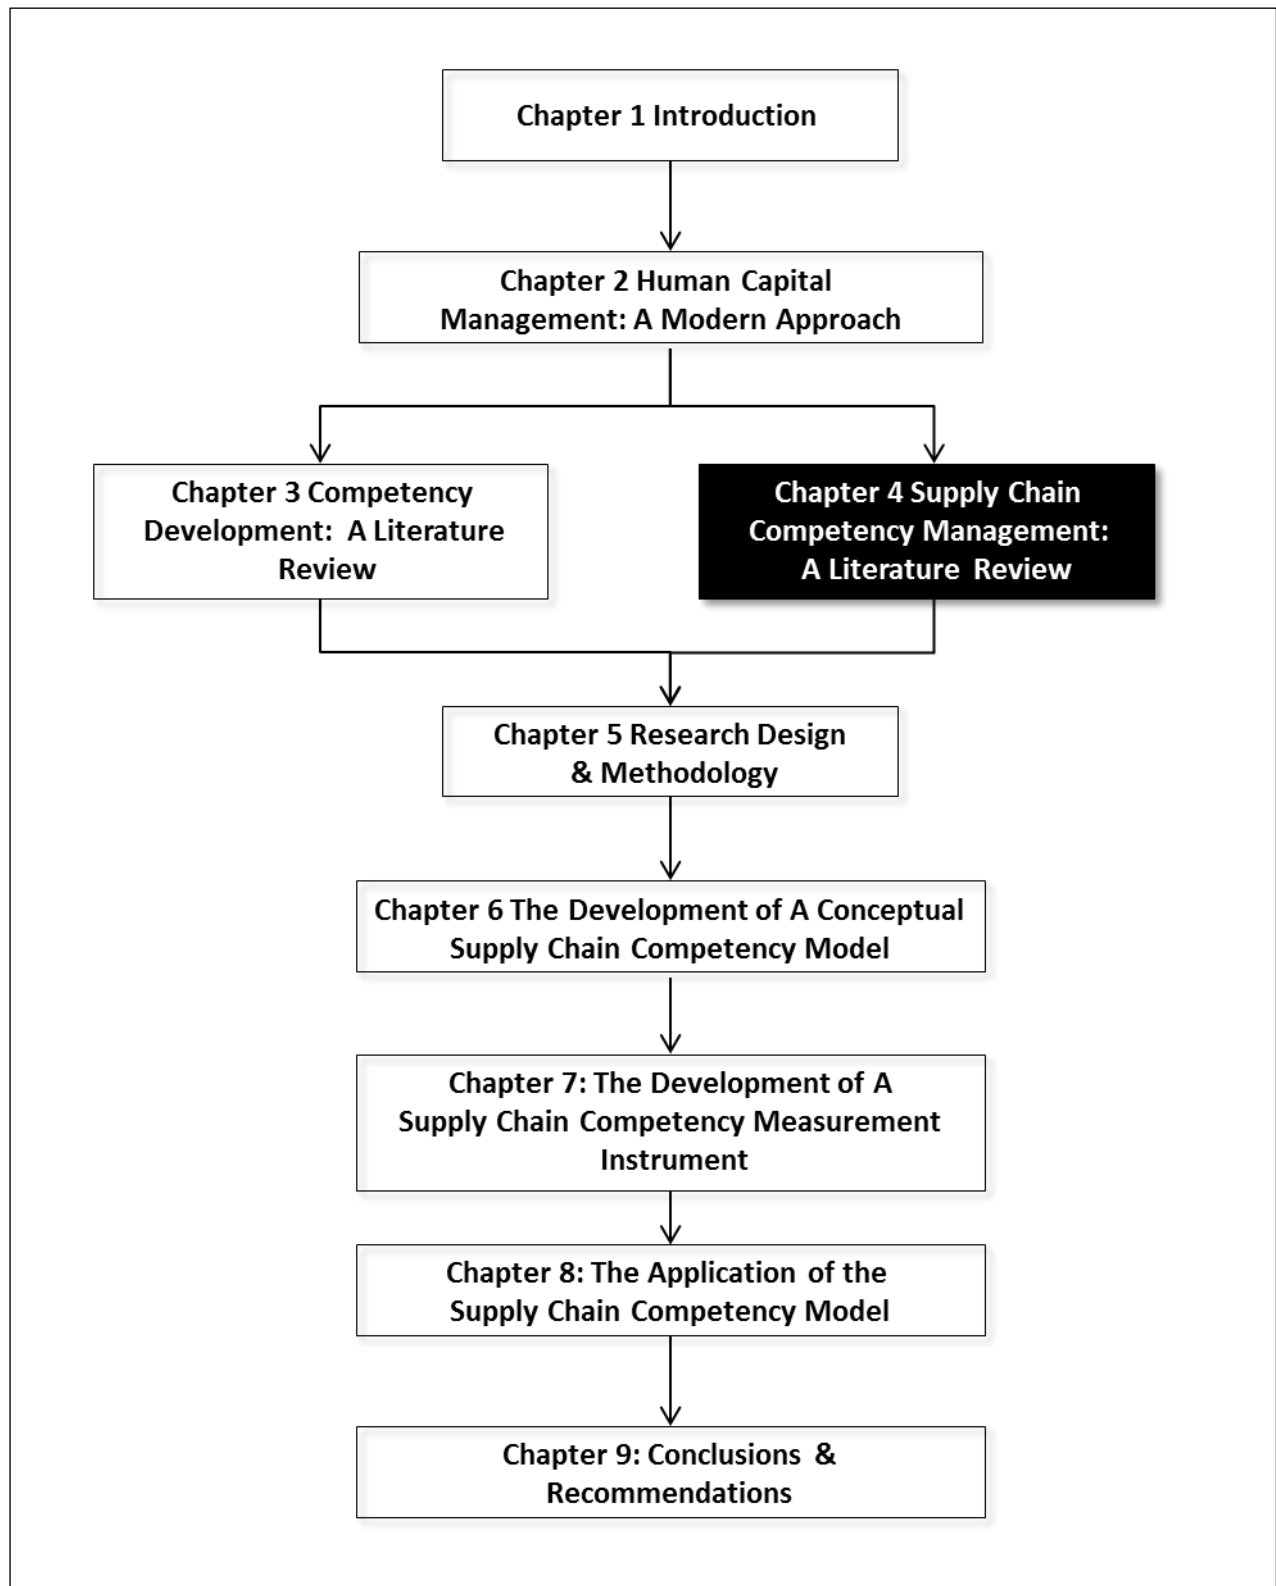 Chapter 1 Introduction
Chapter 2 Human Capital
Management: A Modern Approach
Chapter 3 Competency
Development: A Literature
Review
Chapter 4 Supply Chain
Competency Management:
A Literature Review
Chapter 5 Research Design
& Methodology
Chapter 6 The Development of A Conceptual
Supply Chain Competency Model
Chapter 7: The Development of A
Supply Chain Competency Measurement
Instrument
Chapter 8: The Application of the
Supply Chain Competency Model
Chapter 9: Conclusions &
Recommendations